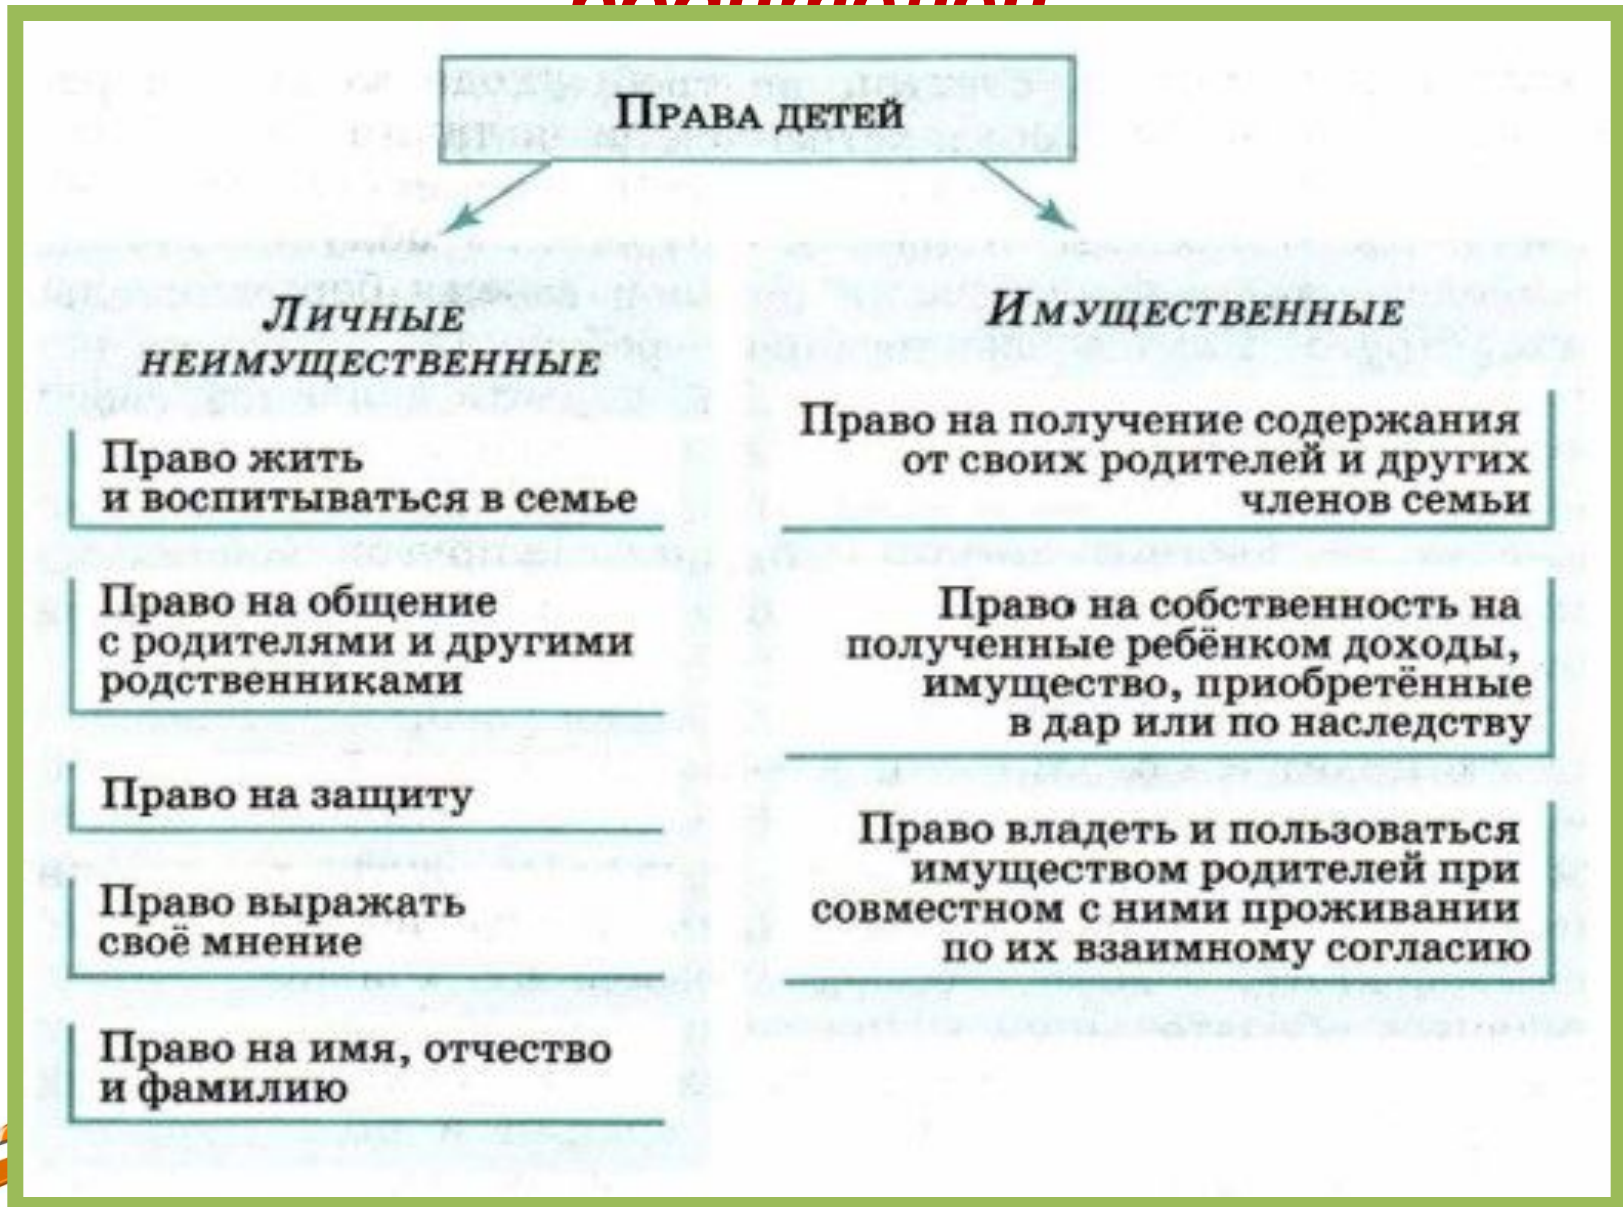 Права детей
Личные
неимущественные
Право жить
и воспитываться в семье
Право на общение
с родителями и другими
родственниками
Право на защиту
Право выражать
своё мнение
Право на имя, отчество
и фамилию
Имущественные
Право на получение содержания
от своих родителей и других
членов семьи
Право на собственность на
полученные ребёнком доходы,
имущество, приобретённые
в дар или по наследству
Право владеть и пользоваться
имуществом родителей при
совместном с ними проживании
по их взаимному согласию